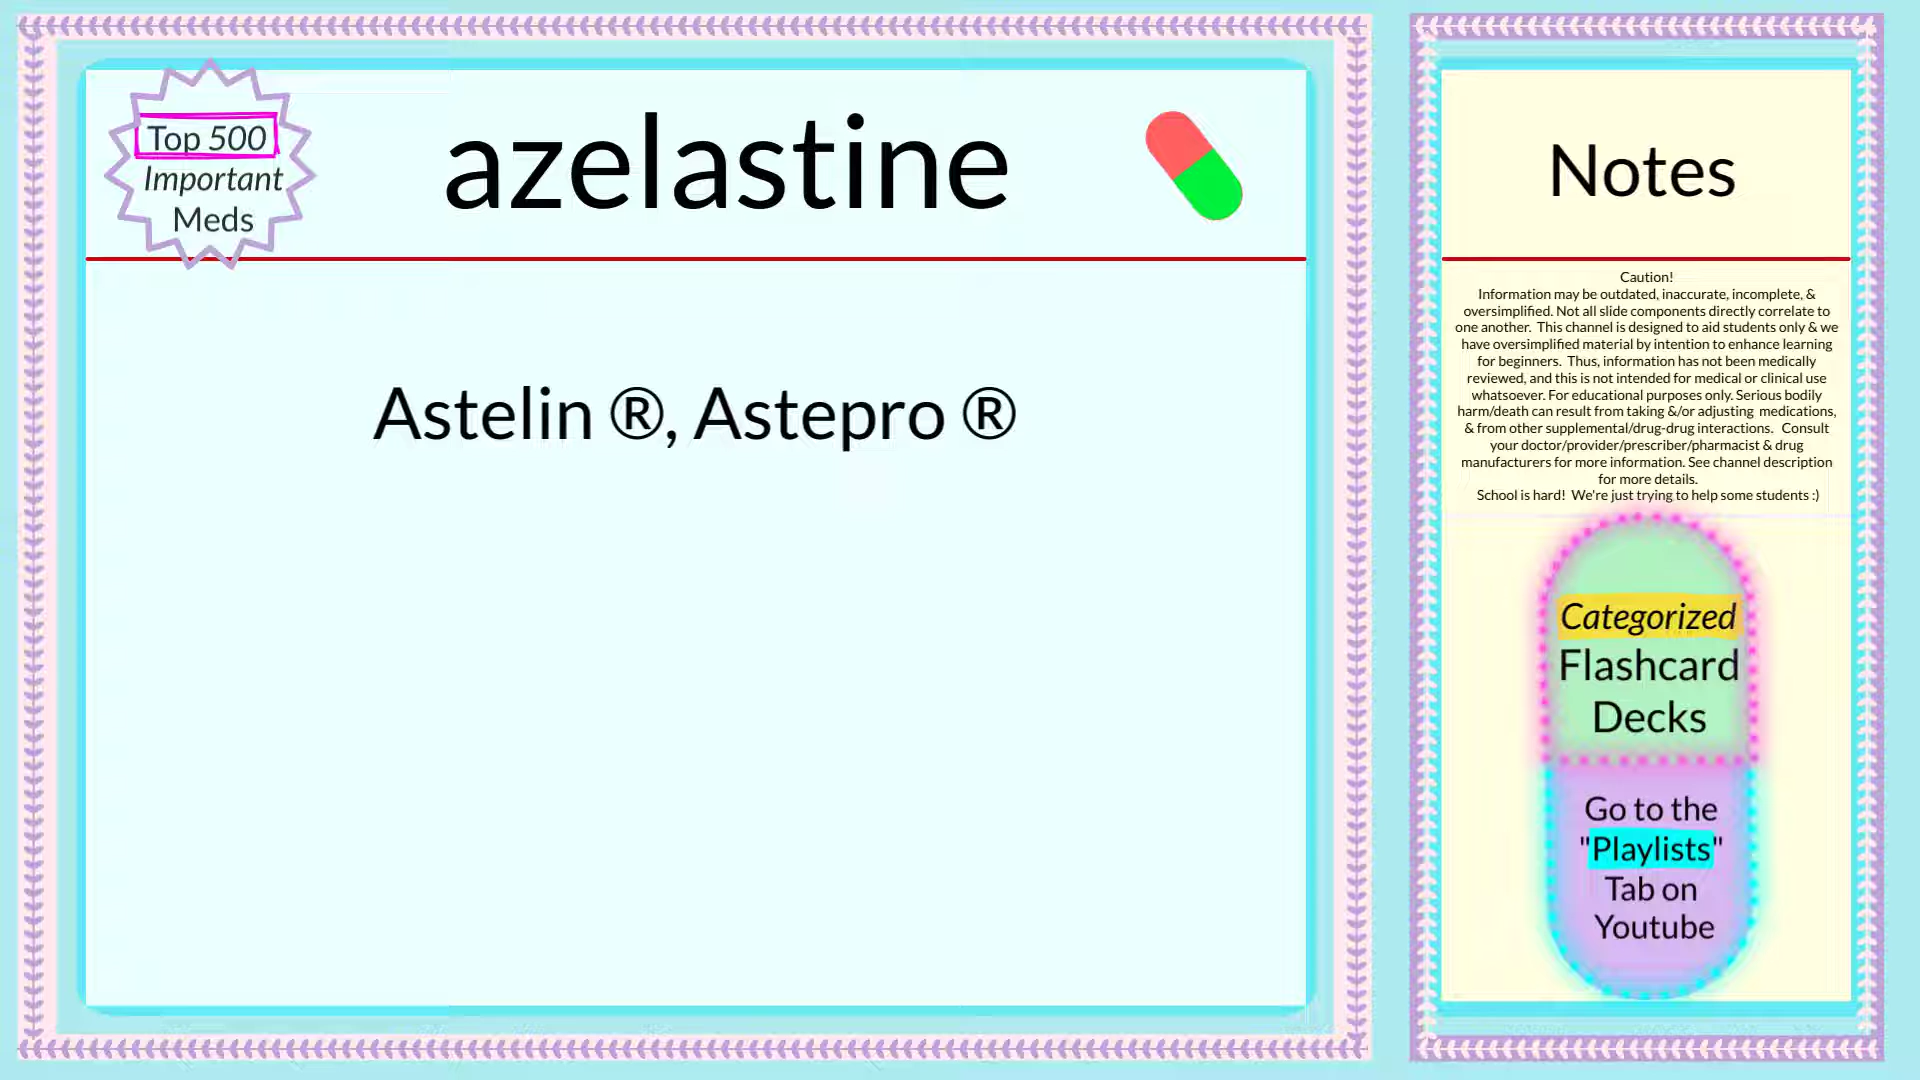 Top 500
Important
Meds
azelastine
Astelin ®, Astepro ®
Notes
Caution!
Information may be outdated, inaccurate, incomplete, &
oversimplified. Not all slide components directly correlate to
one another. This channel is designed to aid students only & we
have oversimplified material by intention to enhance learning
for beginners. Thus, information has not been medically
reviewed, and this is not intended for medical or clinical use
whatsoever. For educational purposes only. Serious bodily
harm/death can result from taking &/or adjusting medications,
& from other supplemental/drug-drug interactions. Consult
your doctor/provider/prescriber/pharmacist & drug
manufacturers for more information. See channel description
for more details.
School is hard! We're just trying to help some students :)
Categorized
Flashcard
Decks
Go to the
"Playlists"
Tab on
Youtube